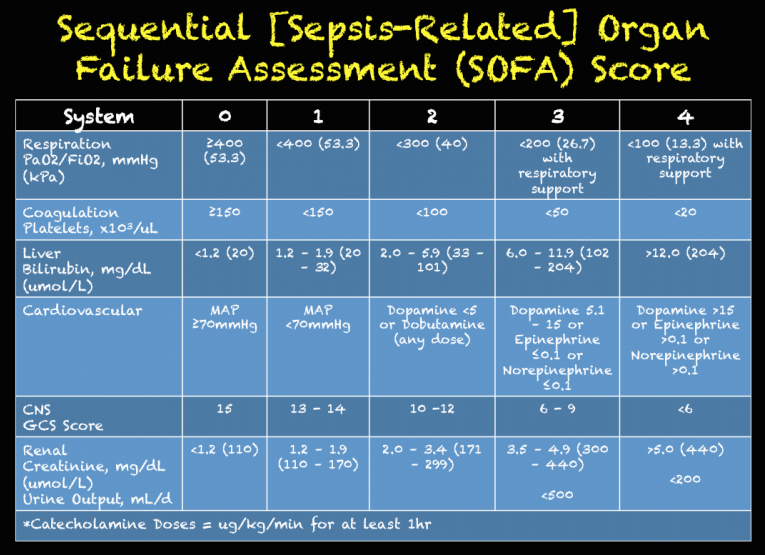 Sequential [Sepsis-Related] Organ
Failure Assessment (SOFA) Score
System 0 1 2 3 4
Respiration
PaO2/FiO2, mmHg
(kPa)
≥400
(53.3)
<400 (53.3)
<300 (40)
<200 (26.7)
with
respiratory
support
<100 (13.3) with
respiratory
support
Coagulation
Platelets, x10³/uL
≥150
<150
<100
<50
<20
Liver
Bilirubin, mg/dL
(umol/L)
<1.2 (20)
1.2 - 1.9 (20
- 32)
2.0 - 5.9 (33 -
101)
6.0 - 11.9 (102
- 204)
>12.0 (204)
Cardiovascular
MAP
≥70mmHg
MAP
<70mmHg
Dopamine <5
or Dobutamine
(any dose)
Dopamine 5.1
- 15 or
Epinephrine
≤0.1 or
Norepinephrine
≤0.1
Dopamine >15
or Epinephrine
>0.1 or
Norepinephrine
>0.1
CNS
GCS Score
15
13 - 14
10 -12
6 - 9
<6
Renal
Creatinine, mg/dL
(umol/L)
Urine Output, mL/d
<1.2 (110)
1.2 - 1.9
(110 - 170)
2.0 - 3.4 (171
- 299)
3.5 - 4.9 (300
- 440)
<500
>5.0 (440)
<200
*Catecholamine Doses = ug/kg/min for at least 1hr